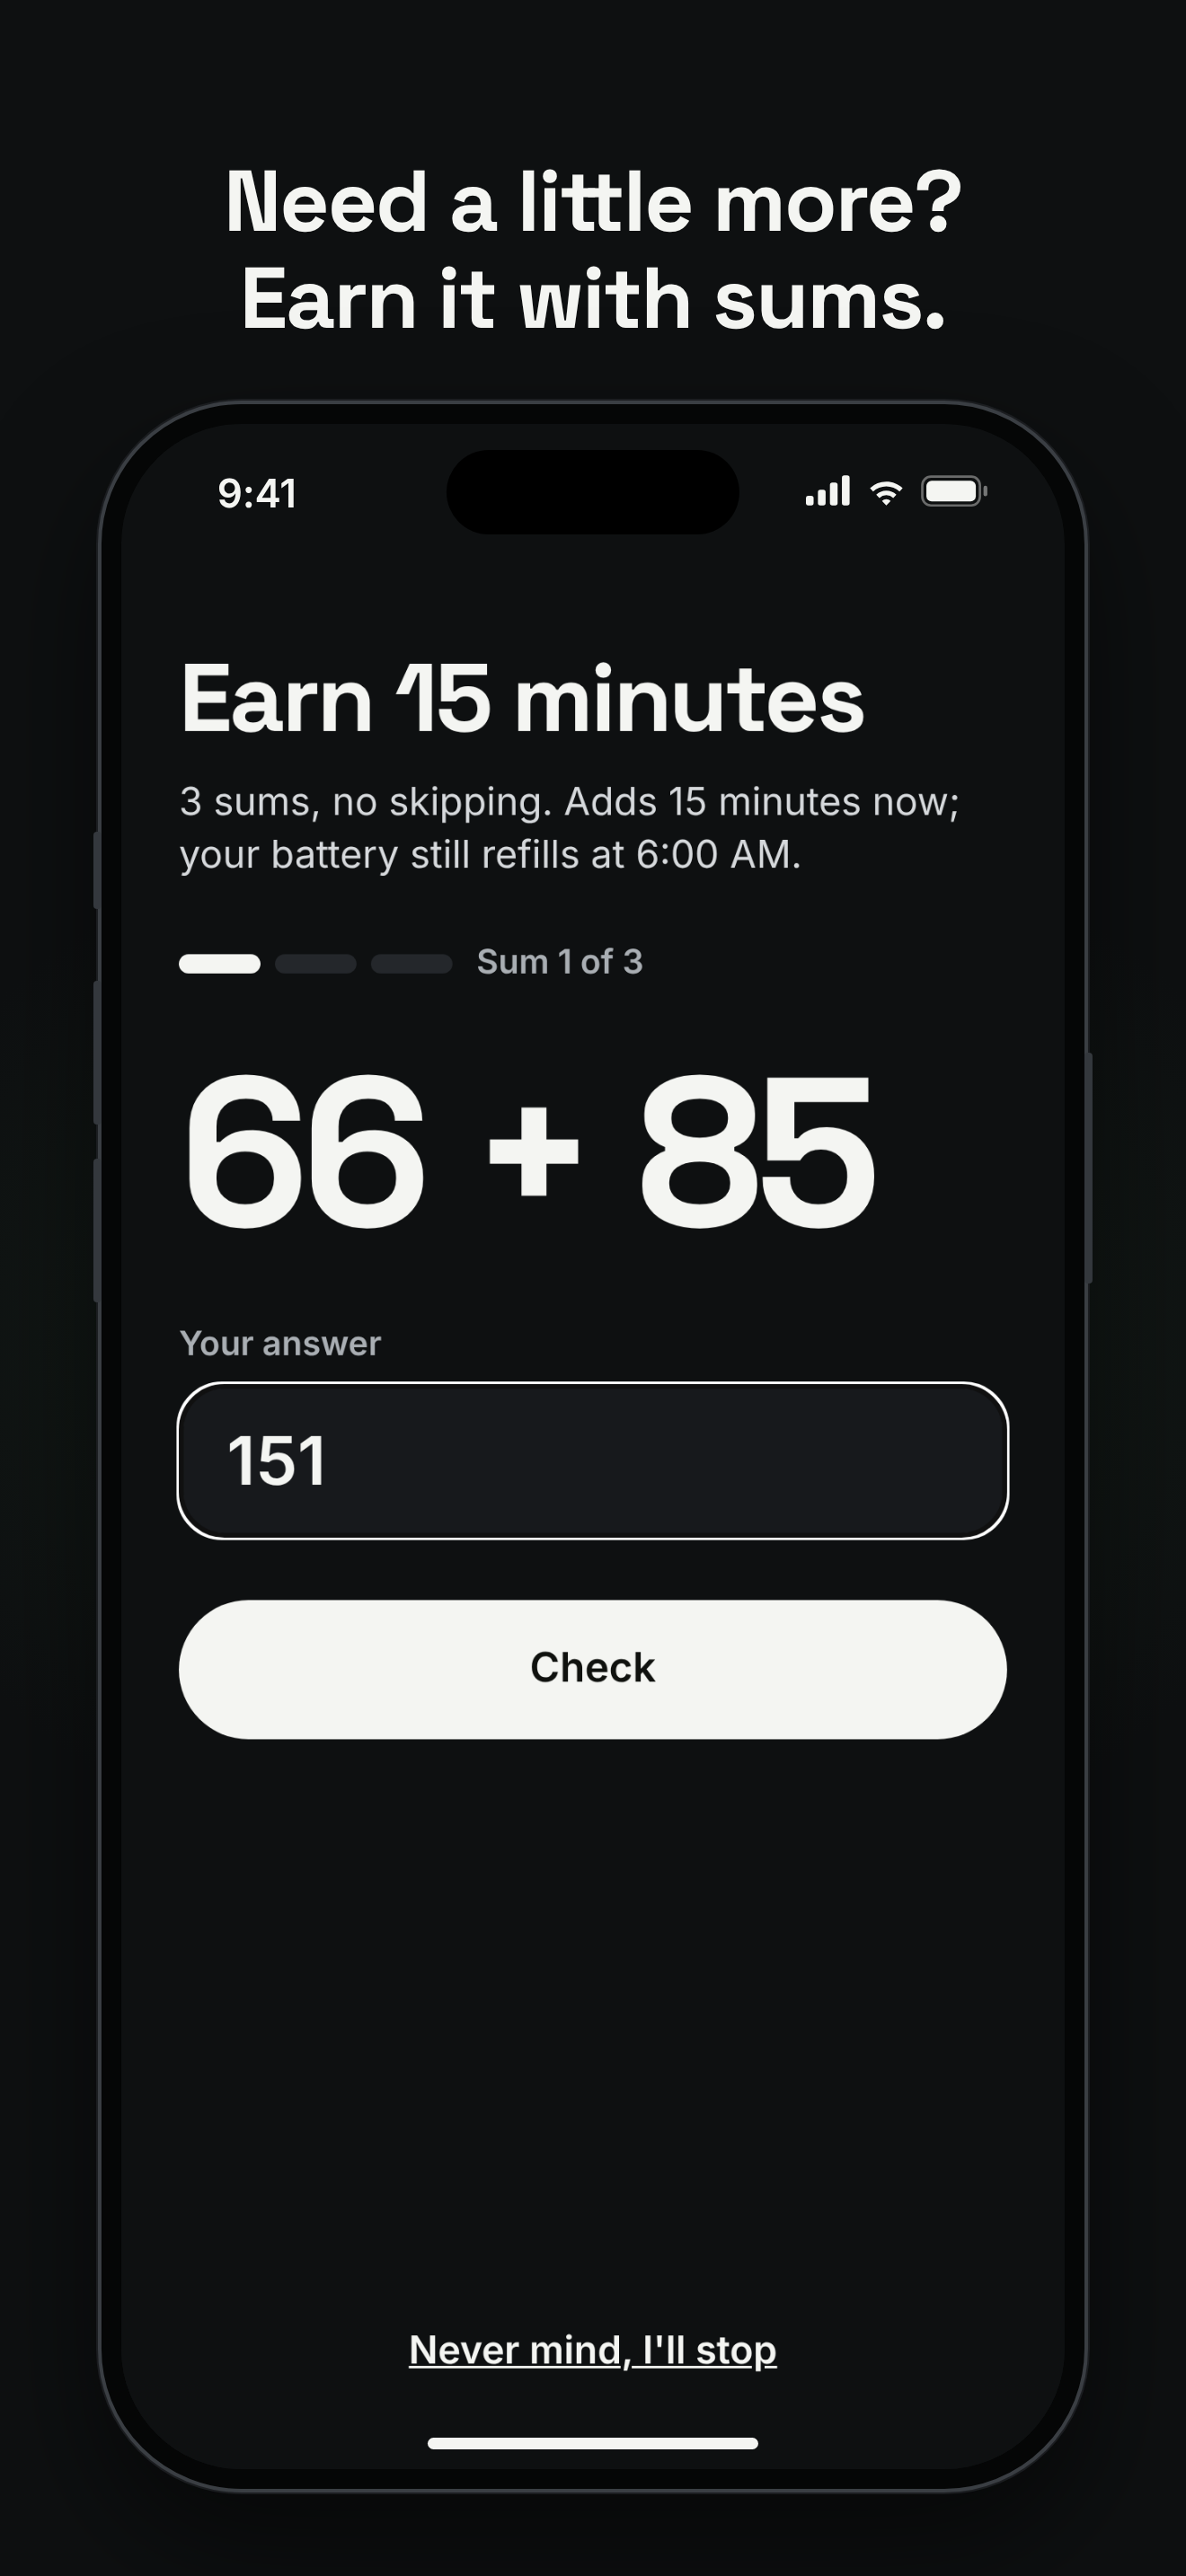 Need a little more?
Earn it with sums.
9:41
Earn 15 minutes
3 sums, no skipping. Adds 15 minutes now;
your battery still refills at 6:00 AM.
Sum 1 of 3
66 + 85
Your answer
151
Check
Never mind, I'll stop